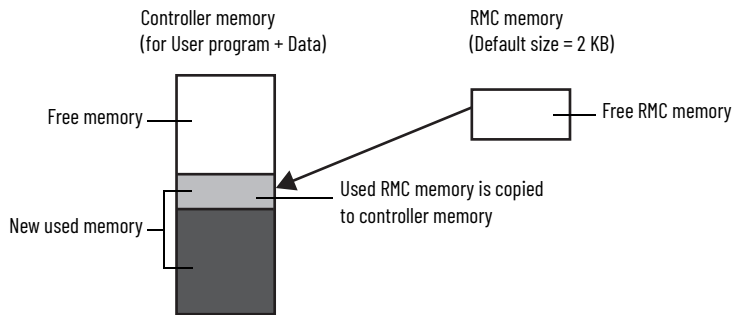 Controller memory
(for User program + Data)
RMC memory
(Default size = 2 KB)
Free memory
Free RMC memory
Used RMC memory is copied
to controller memory
New used memory